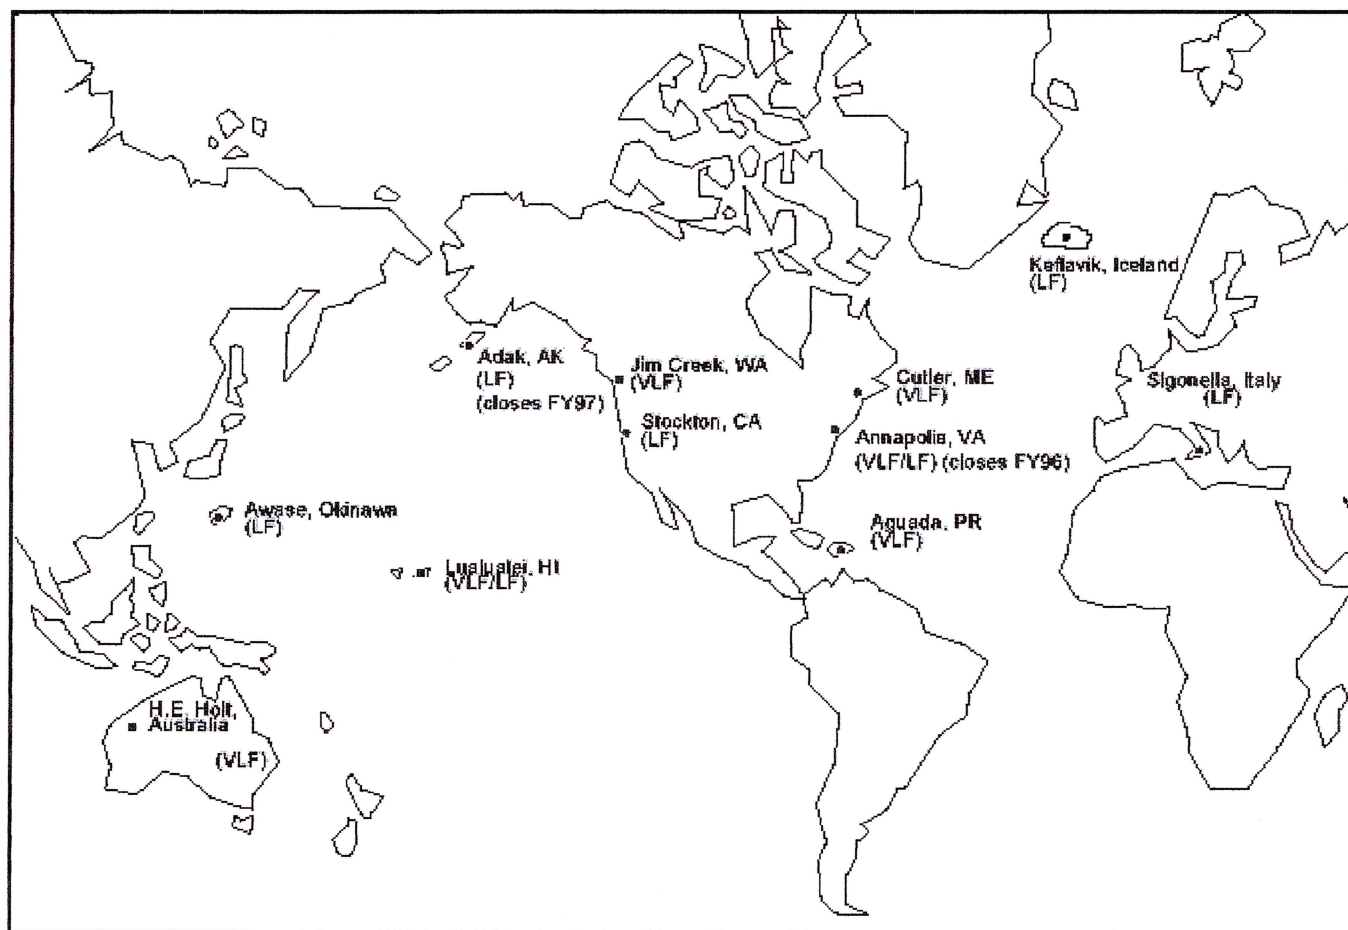 Keflavik, Iceland
(LF)
Adak, AK
(LF)
(closes FY97)
Jim Creek, WA
(VLF)
Cutler, ME
(VLF)
Sigonella, Italy
(LF)
Stockton, CA
(LF)
Annapolis, VA
(VLF/LF) (closes FY96)
Awase, Okinawa
(LF)
Aguada, PR
(VLF)
Lualualei, HI
(VLF/LF)
H.E. Holt,
Australia
(VLF)